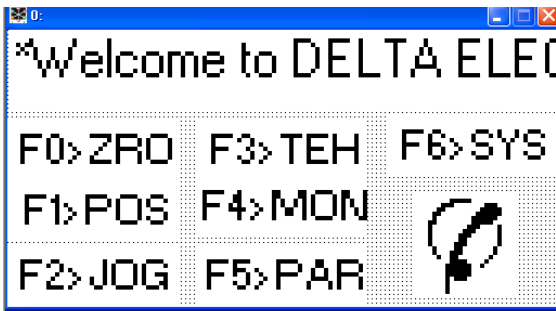 0:
*Welcome to DELTA ELEC
F0>ZRO F3>TEH F6>SYS
F1>POS F4>MON
F2>JOG F5>PAR